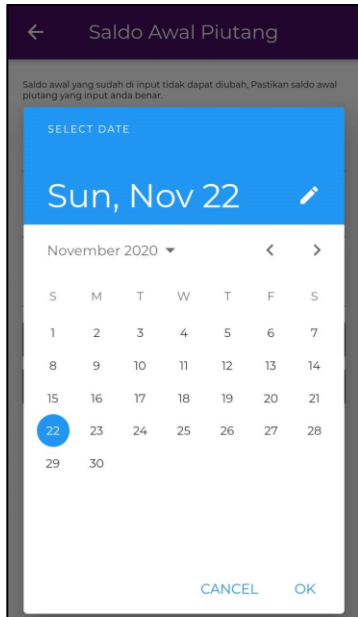 Saldo Awal Piutang
Saldo awal yang sudah di input tidak dapat diubah, Pastikan saldo awal
piutang yang input anda benar.
SELECT DATE
Sun, Nov 22
November 2020
S M T W T F S
1 2 3 4 5 6 7
8 9 10 11 12 13 14
15 16 17 18 19 20 21
22 23 24 25 26 27 28
29 30
CANCEL OK